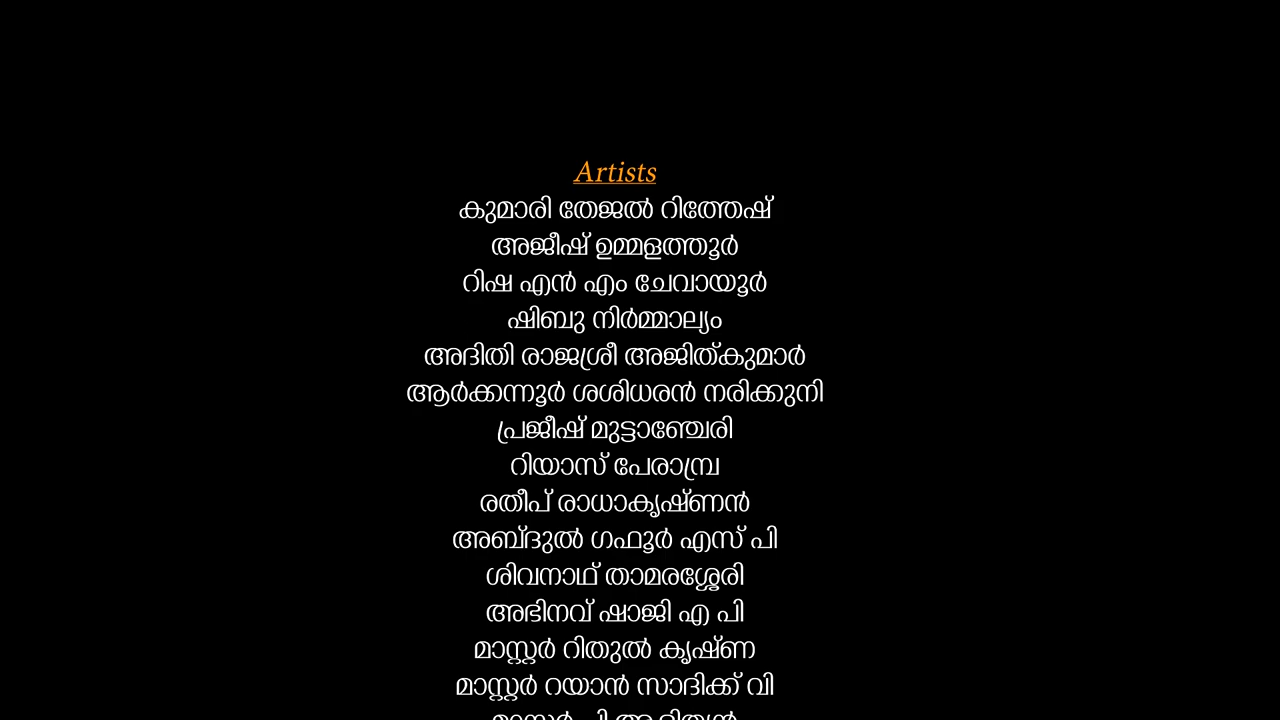 Artists
കുമാരി തേജൽ റിത്തേഷ്
അജീഷ് ഉമ്മളത്തൂർ
റിഷ എൻ എം ചേവായൂർ
ഷിബു നിർമ്മാല്യം
അദിതി രാജശ്രീ അജിത്കുമാർ
ആർക്കന്നൂർ ശശിധരൻ നരിക്കുനി
പ്രജീഷ് മുട്ടാഞ്ചേരി
റിയാസ് പേരാമ്പ്ര
രതീപ് രാധാകൃഷ്ണൻ
അബ്ദുൽ ഗഫൂർ എസ് പി
ശിവനാഥ് താമരശ്ശേരി
അഭിനവ് ഷാജി എ പി
മാസ്റ്റർ റിതുൽ കൃഷ്ണ
മാസ്റ്റർ റയാൻ സാദിക്ക് വി